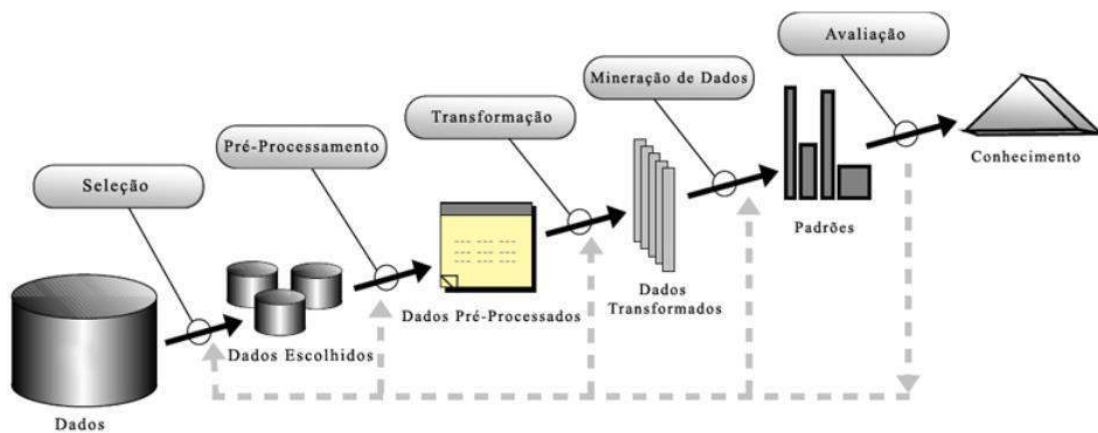 Avaliação
Mineração de Dados
Transformação
Pré-Processamento
Seleção
Conhecimento
Padrões
Dados
Transformados
Dados Pré-Processados
Dados Escolhidos
Dados